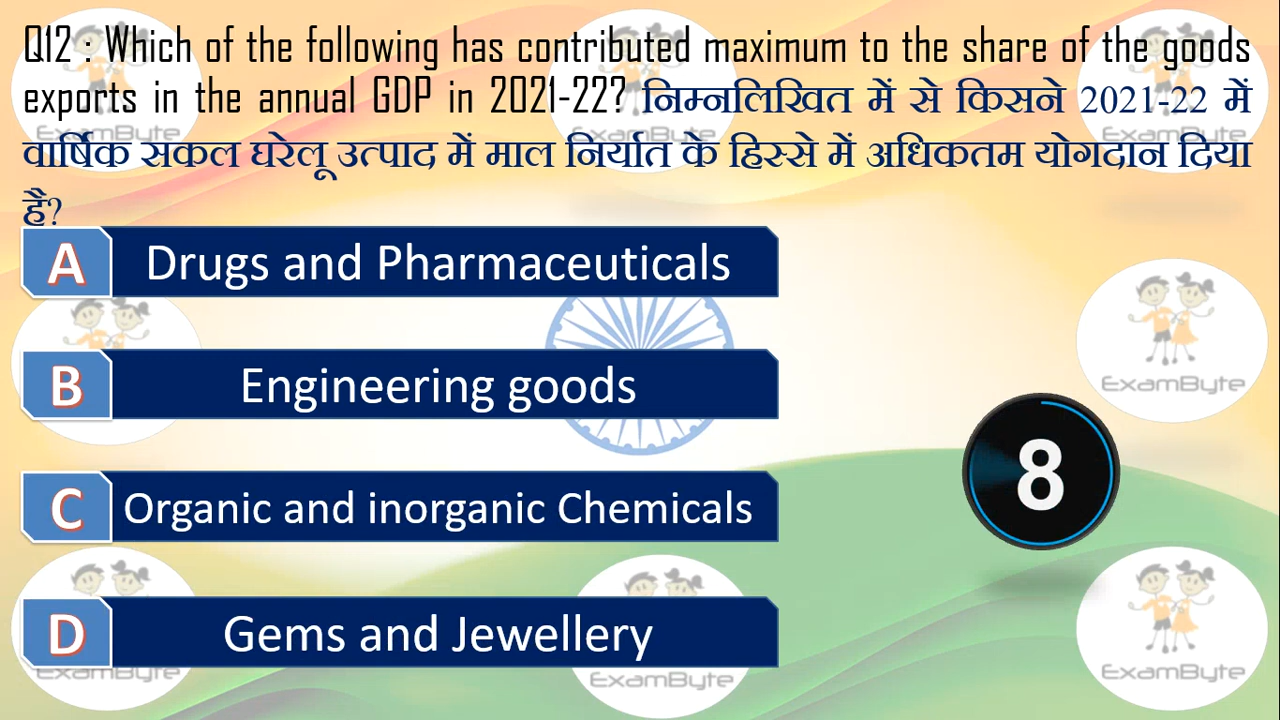 Q12 : Which of the following has contributed maximum to the share of the goods
exports in the annual GDP in 2021-22? निम्नलिखित में से किसने 2021-22 में
वार्षिक सकल घरेलू उत्पाद में माल निर्यात के हिस्से में अधिकतम योगदान दिया
है?
A Drugs and Pharmaceuticals
B Engineering goods
C Organic and inorganic Chemicals
D Gems and Jewellery
8
ExamByte
ExamByte
ExamByte
ExamByte
ExamByte
ExamByte
ExamByte